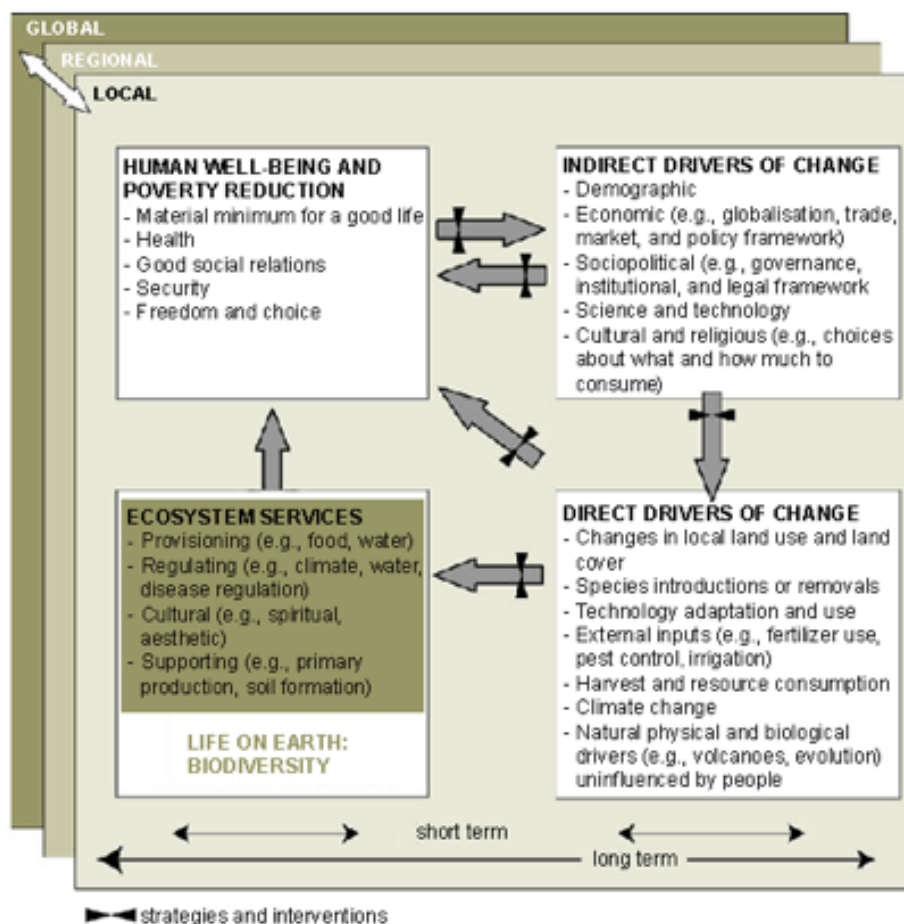 GLOBAL
REGIONAL
LOCAL
HUMAN WELL-BEING AND
POVERTY REDUCTION
- Material minimum for a good life
- Health
- Good social relations
- Security
- Freedom and choice
INDIRECT DRIVERS OF CHANGE
- Demographic
- Economic (e.g., globalisation, trade,
market, and policy framework)
- Sociopolitical (e.g., governance,
institutional, and legal framework
- Science and technology
- Cultural and religious (e.g., choices
about what and how much to
consume)
ECOSYSTEM SERVICES
- Provisioning (e.g., food, water)
- Regulating (e.g., climate, water,
disease regulation)
- Cultural (e.g., spiritual,
aesthetic)
- Supporting (e.g., primary
production, soil formation)
LIFE ON EARTH:
BIODIVERSITY
DIRECT DRIVERS OF CHANGE
- Changes in local land use and land
cover
- Species introductions or removals
- Technology adaptation and use
- External inputs (e.g., fertilizer use,
pest control, irrigation)
- Harvest and resource consumption
- Climate change
- Natural physical and biological
drivers (e.g., volcanoes, evolution)
uninfluenced by people
short term
long term
strategies and interventions